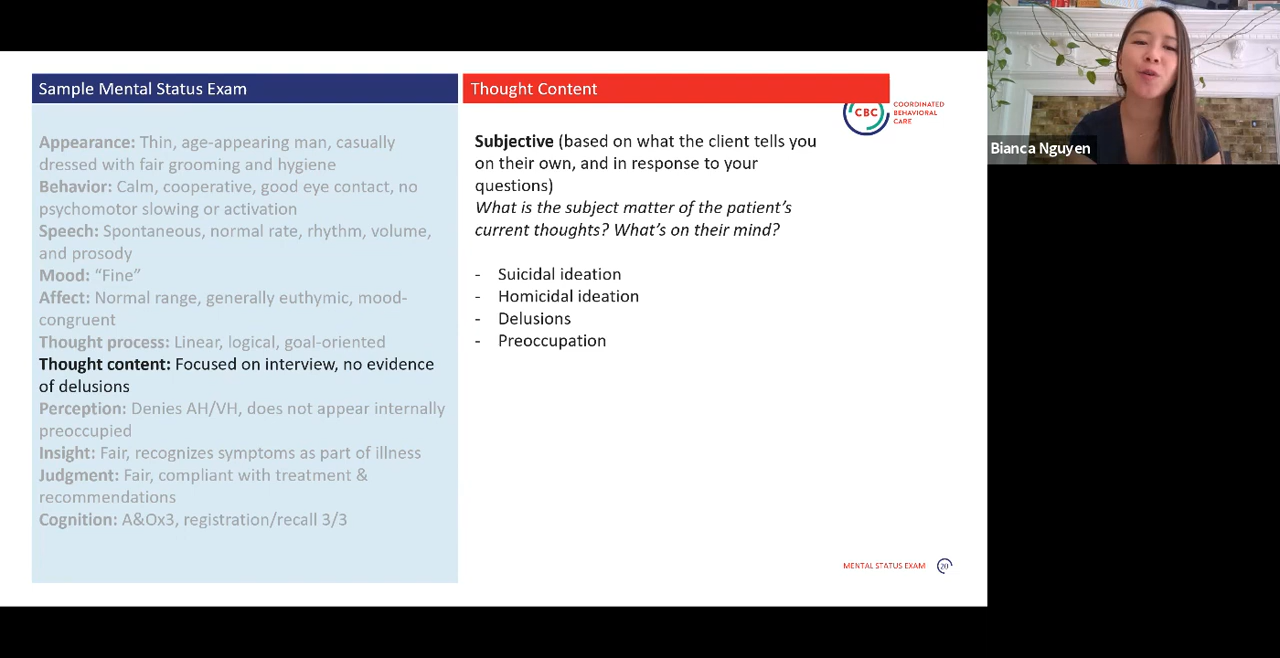 Sample Mental Status Exam
Appearance: Thin, age-appearing man, casually
dressed with fair grooming and hygiene
Behavior: Calm, cooperative, good eye contact, no
psychomotor slowing or activation
Speech: Spontaneous, normal rate, rhythm, volume,
and prosody
Mood: “Fine”
Affect: Normal range, generally euthymic, mood-
congruent
Thought process: Linear, logical, goal-oriented
Thought content: Focused on interview, no evidence
of delusions
Perception: Denies AH/VH, does not appear internally
preoccupied
Insight: Fair, recognizes symptoms as part of illness
Judgment: Fair, compliant with treatment &
recommendations
Cognition: A&Ox3, registration/recall 3/3
Thought Content
CBC
COORDINATED
BEHAVIORAL
CARE
Subjective (based on what the client tells you
on their own, and in response to your
questions)
What is the subject matter of the patient’s
current thoughts? What’s on their mind?
- Suicidal ideation
- Homicidal ideation
- Delusions
- Preoccupation
MENTAL STATUS EXAM 20
Bianca Nguyen